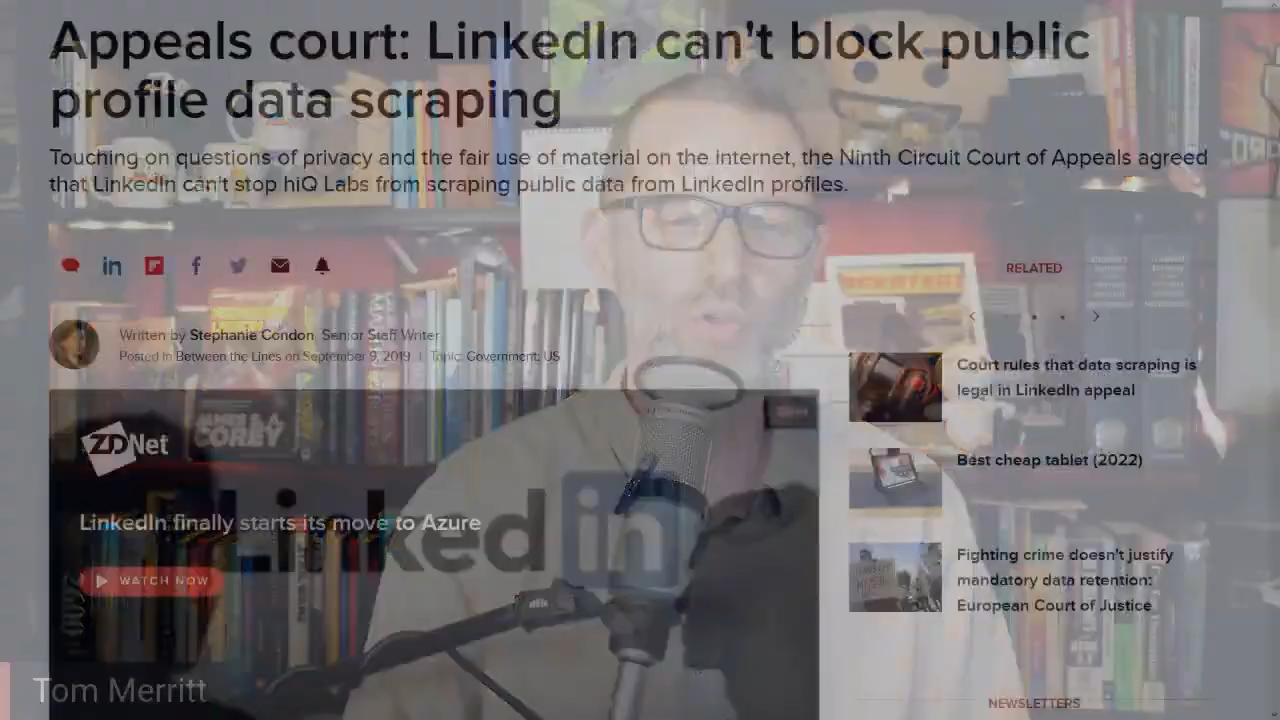 Appeals court: LinkedIn can't block public
profile data scraping
Touching on questions of privacy and the fair use of material on the internet, the Ninth Circuit Court of Appeals agreed
that LinkedIn can't stop hiQ Labs from scraping public data from LinkedIn profiles.
in
RELATED
Written by Stephanie Condon, Senior Staff Writer
Posted in Between the Lines on September 9, 2019 | Topic: Government: US
Court rules that data scraping is
legal in LinkedIn appeal
COREY
ZDNet
Best cheap tablet (2022)
LinkedIn finally starts its move to Azure
Linked in
WATCH NOW
Fighting crime doesn't justify
mandatory data retention:
European Court of Justice
Tom Merritt
NEWSLETTERS